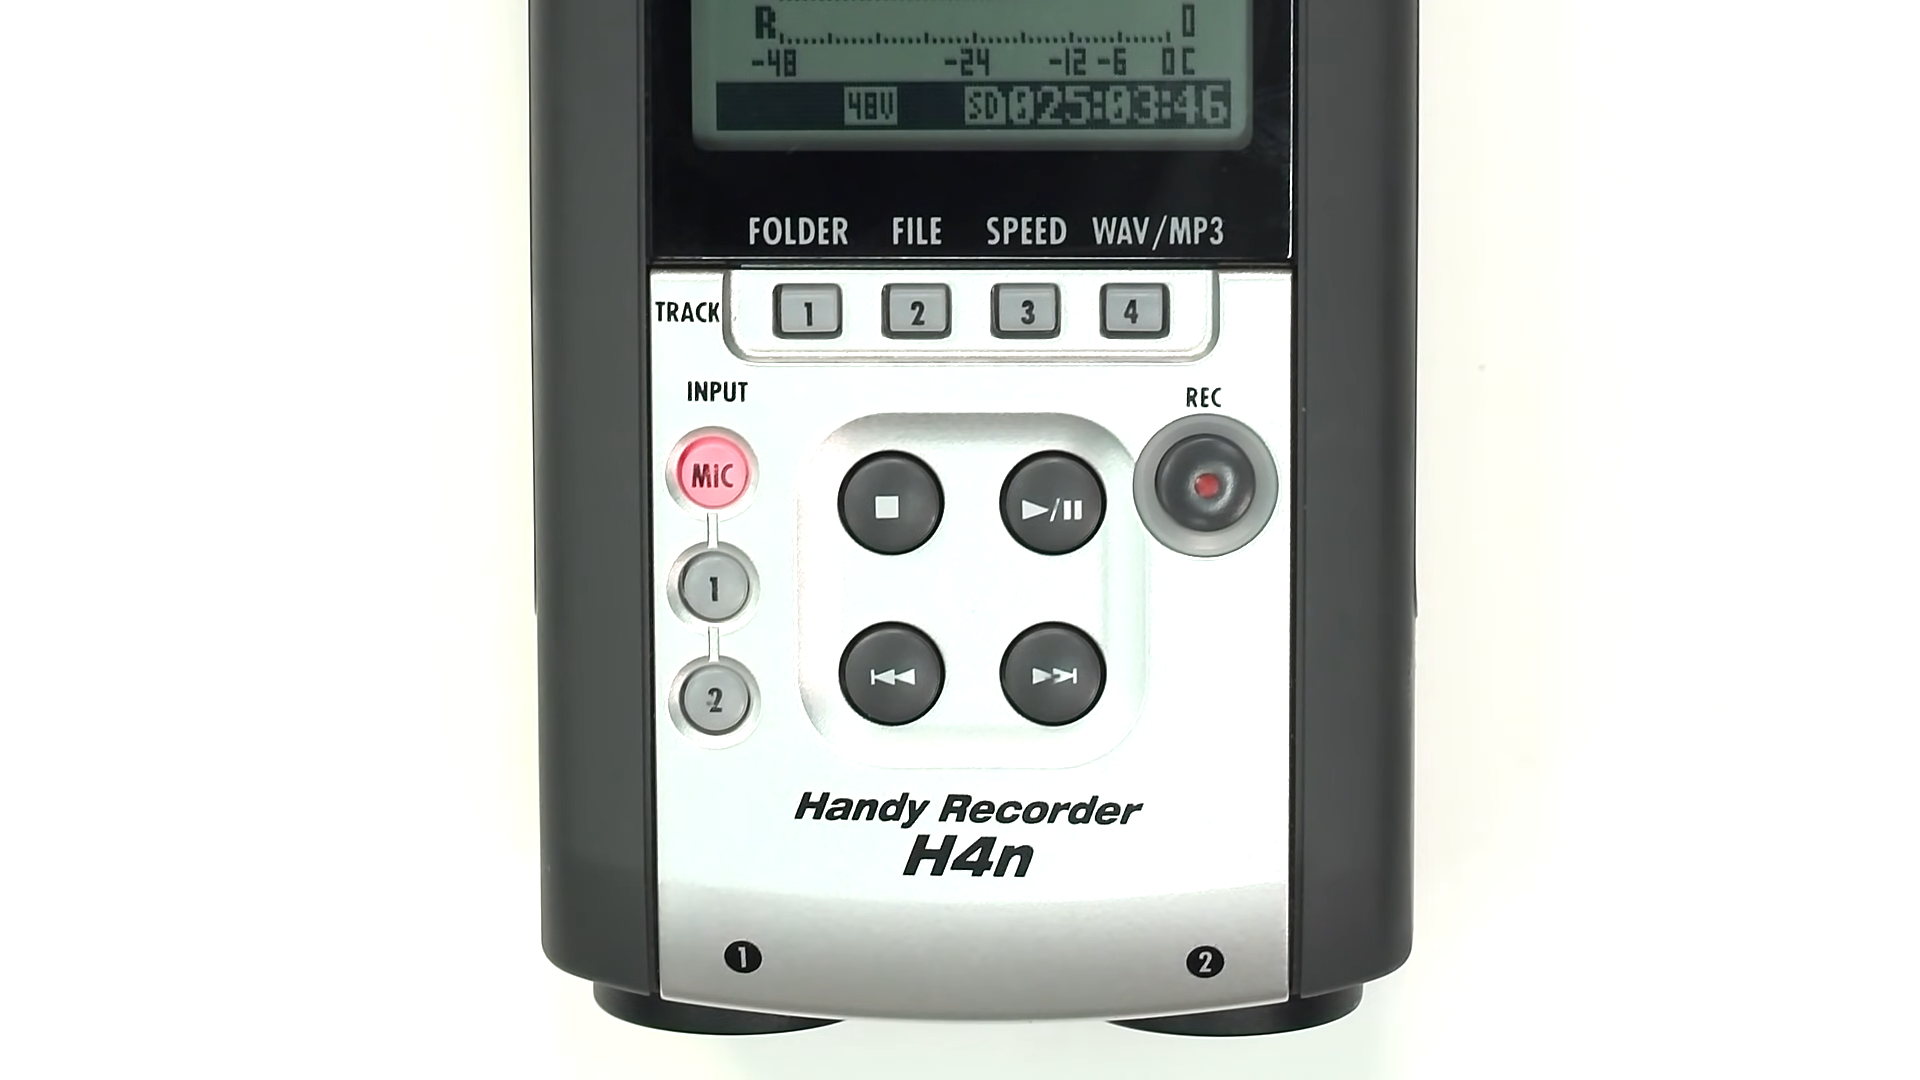 R 0
-48 -24 -12 -6 0 C
48V SD 025:03:46
FOLDER FILE SPEED WAV/MP3
TRACK 1 2 3 4
INPUT
REC
MIC
1
2
Handy Recorder
H4n
1 2